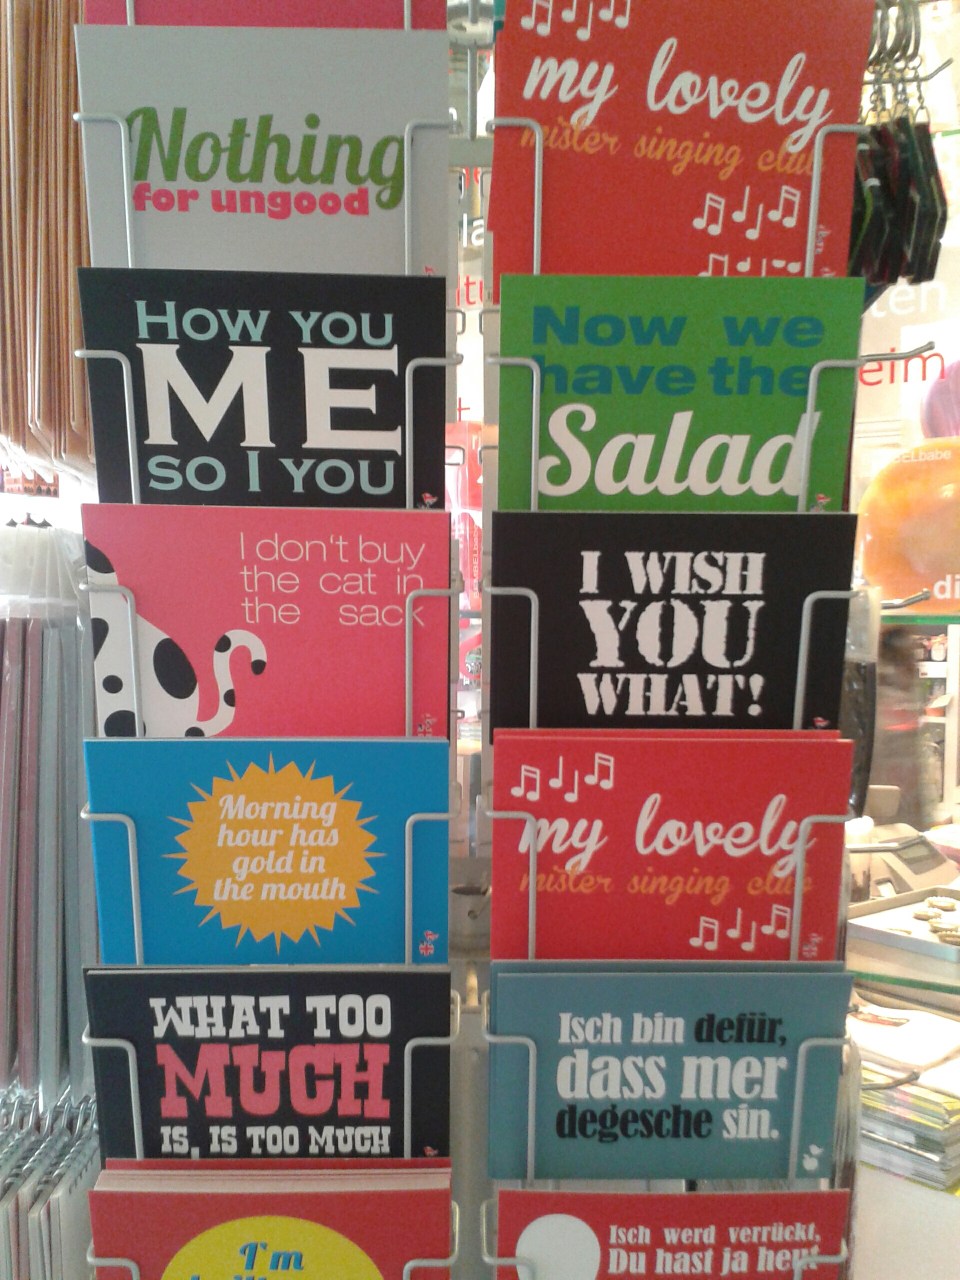 Nothing
for ungood
my lovely
mister singing club
How you
ME
so I you
Now we
have the
Salad
I don't buy
the cat in
the sack
I WISH
YOU
WHAT!
Morning
hour has
gold in
the mouth
my lovely
mister singing club
WHAT TOO
MUCH
IS, IS TOO MUCH
Isch bin defür,
dass mer
degesche sin.
I'm
Isch werd verrückt,
Du hast ja heut
eim